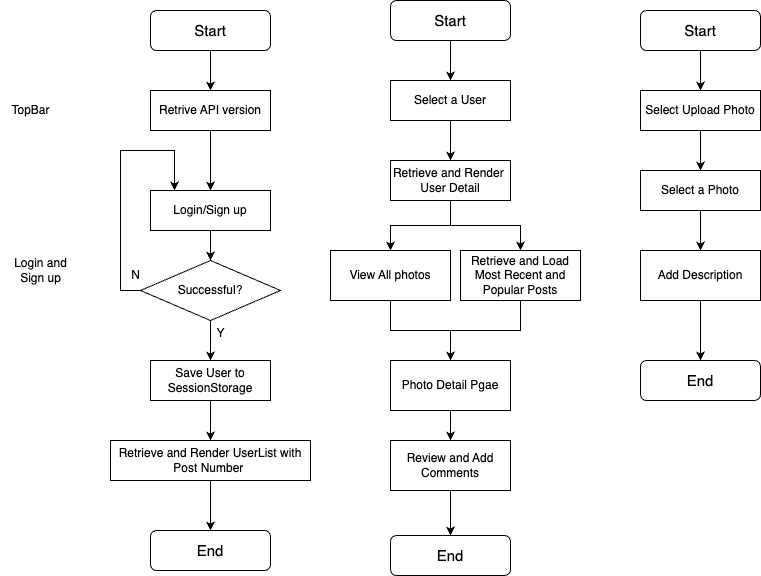 Start
TopBar
Retrive API version
Login/Sign up
Login and
Sign up
N
Successful?
Y
Save User to
SessionStorage
Retrieve and Render UserList with
Post Number
End
Start
Select a User
Retrieve and Render
User Detail
View All photos
Retrieve and Load
Most Recent and
Popular Posts
Photo Detail Pgae
Review and Add
Comments
End
Start
Select Upload Photo
Select a Photo
Add Description
End